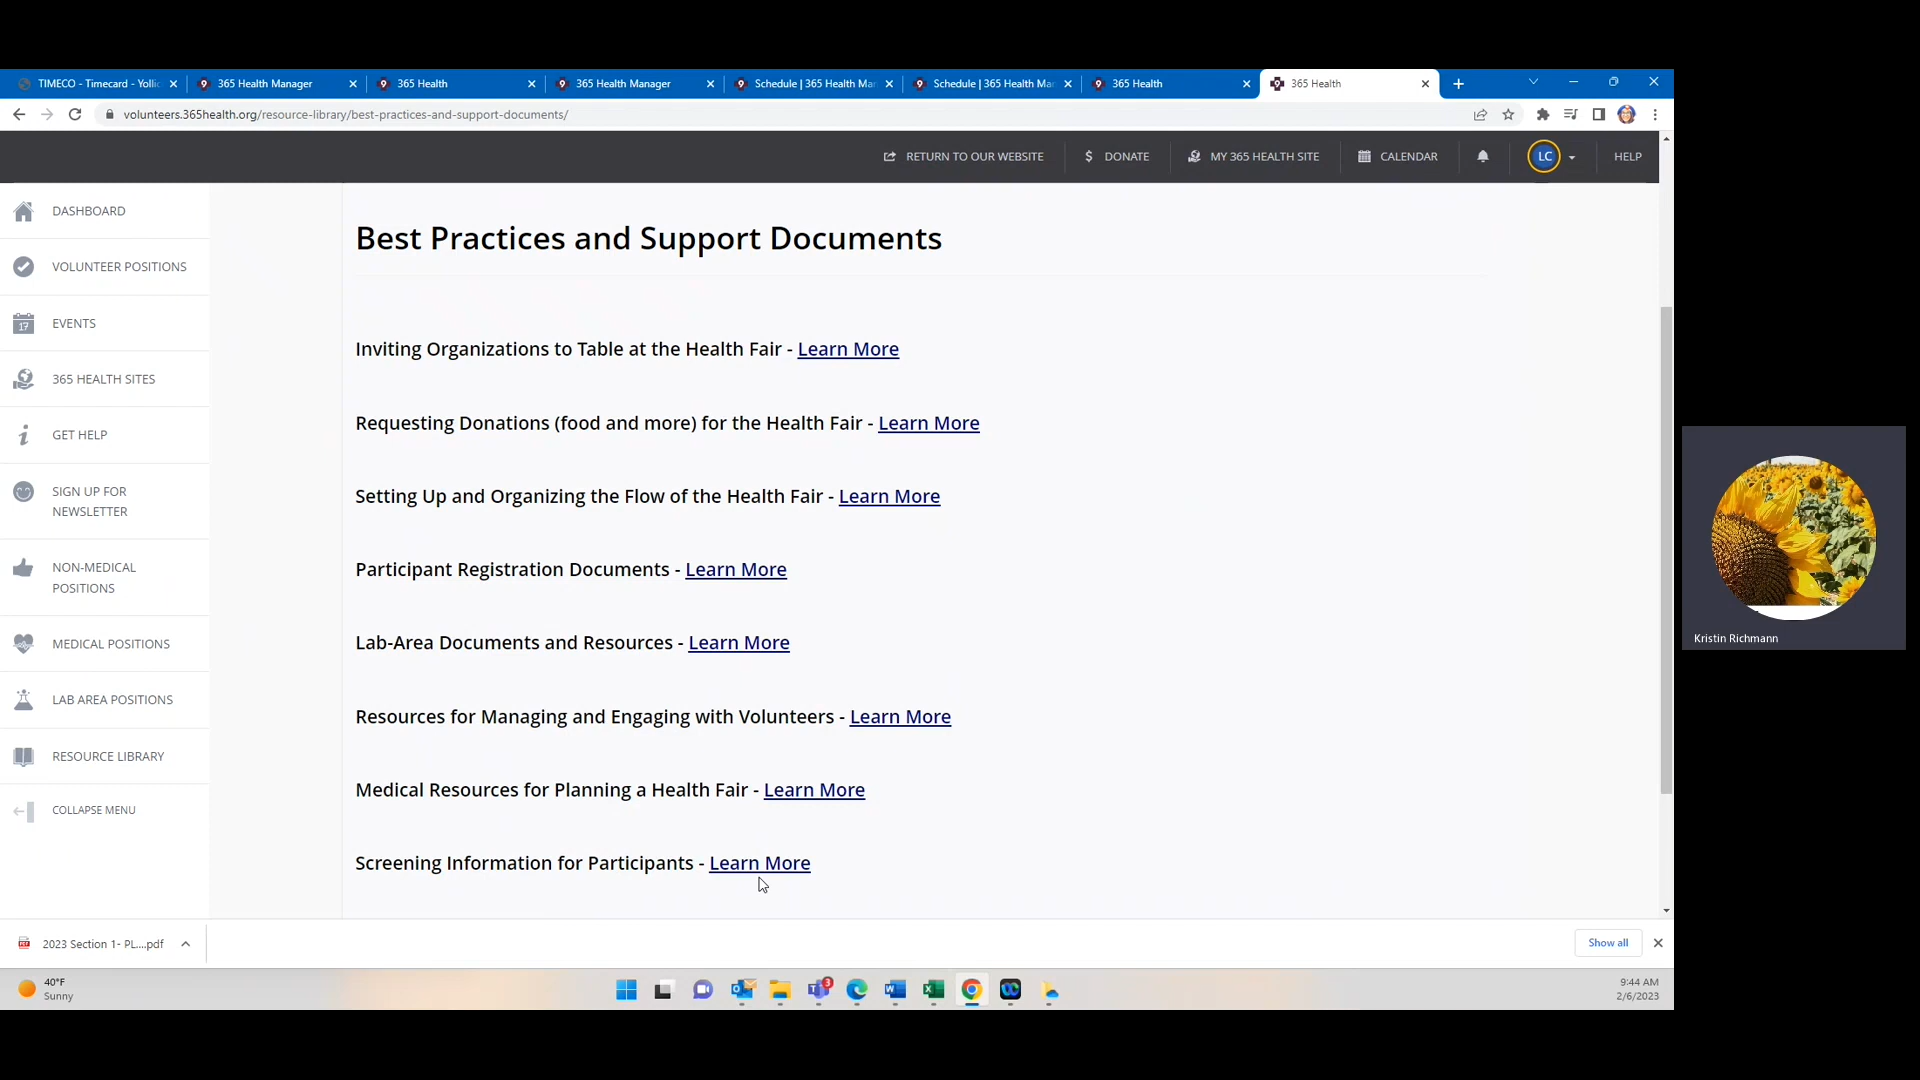 TIMECO - Timecard - Yolli
365 Health Manager
365 Health
365 Health Manager
Schedule | 365 Health Ma
Schedule | 365 Health Ma
365 Health
365 Health
volunteers.365health.org/resource-library/best-practices-and-support-documents/
RETURN TO OUR WEBSITE
$ DONATE
MY 365 HEALTH SITE
CALENDAR
LC
HELP
DASHBOARD
VOLUNTEER POSITIONS
17
EVENTS
365 HEALTH SITES
GET HELP
SIGN UP FOR
NEWSLETTER
NON-MEDICAL
POSITIONS
MEDICAL POSITIONS
LAB AREA POSITIONS
RESOURCE LIBRARY
COLLAPSE MENU
Best Practices and Support Documents
Inviting Organizations to Table at the Health Fair - Learn More
Requesting Donations (food and more) for the Health Fair - Learn More
Setting Up and Organizing the Flow of the Health Fair - Learn More
Participant Registration Documents - Learn More
Lab-Area Documents and Resources - Learn More
Resources for Managing and Engaging with Volunteers - Learn More
Medical Resources for Planning a Health Fair - Learn More
Screening Information for Participants - Learn More
Kristin Richmann
2023 Section 1- PL....pdf
Show all
40°F
Sunny
3
9:44 AM
2/6/2023